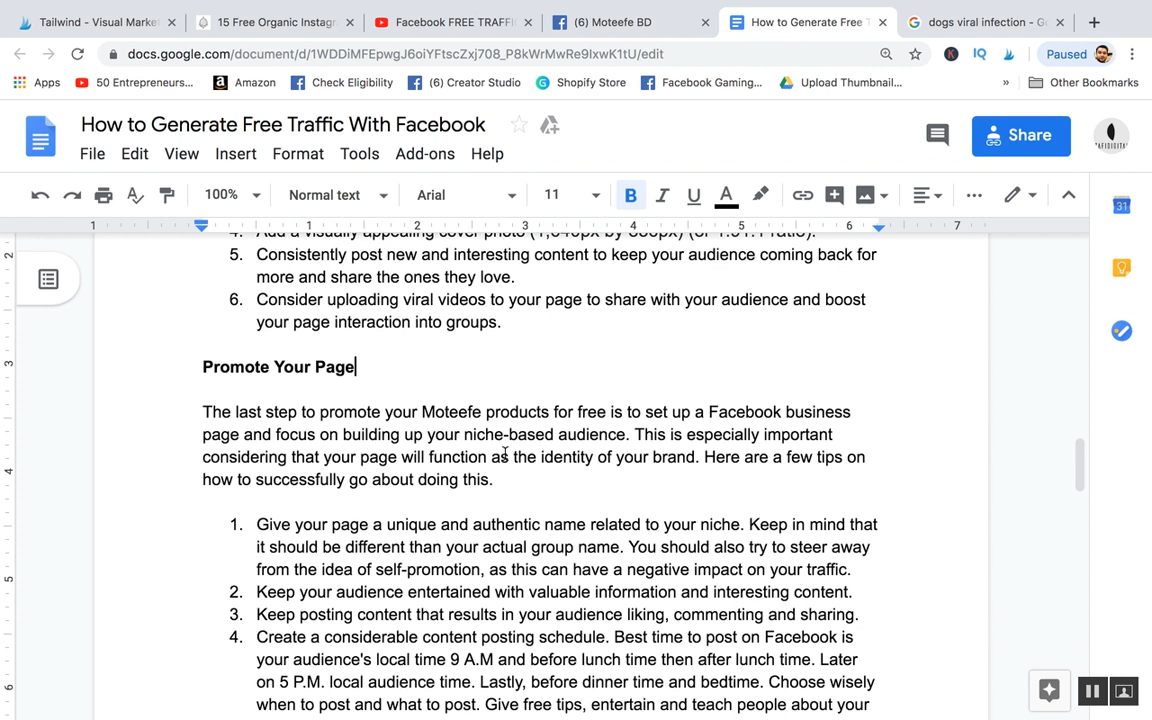 Tailwind - Visual Market
15 Free Organic Instagr
Facebook FREE TRAFFI
(6) Moteefe BD
How to Generate Free T
dogs viral infection - G
docs.google.com/document/d/1WDDiMFEpwgJ6oiYFtscZxj708_P8kWrMwRe9IxwK1tU/edit
Paused
Apps
50 Entrepreneurs...
Amazon
Check Eligibility
(6) Creator Studio
Shopify Store
Facebook Gaming...
Upload Thumbnail...
»
Other Bookmarks
How to Generate Free Traffic With Facebook
File Edit View Insert Format Tools Add-ons Help
Share
100% Normal text Arial 11 B I U A
1 1 2 3 4 5 6 7
5. Consistently post new and interesting content to keep your audience coming back for
more and share the ones they love.
6. Consider uploading viral videos to your page to share with your audience and boost
your page interaction into groups.
Promote Your Page
The last step to promote your Moteefe products for free is to set up a Facebook business
page and focus on building up your niche-based audience. This is especially important
considering that your page will function as the identity of your brand. Here are a few tips on
how to successfully go about doing this.
1. Give your page a unique and authentic name related to your niche. Keep in mind that
it should be different than your actual group name. You should also try to steer away
from the idea of self-promotion, as this can have a negative impact on your traffic.
2. Keep your audience entertained with valuable information and interesting content.
3. Keep posting content that results in your audience liking, commenting and sharing.
4. Create a considerable content posting schedule. Best time to post on Facebook is
your audience's local time 9 A.M and before lunch time then after lunch time. Later
on 5 P.M. local audience time. Lastly, before dinner time and bedtime. Choose wisely
when to post and what to post. Give free tips, entertain and teach people about your